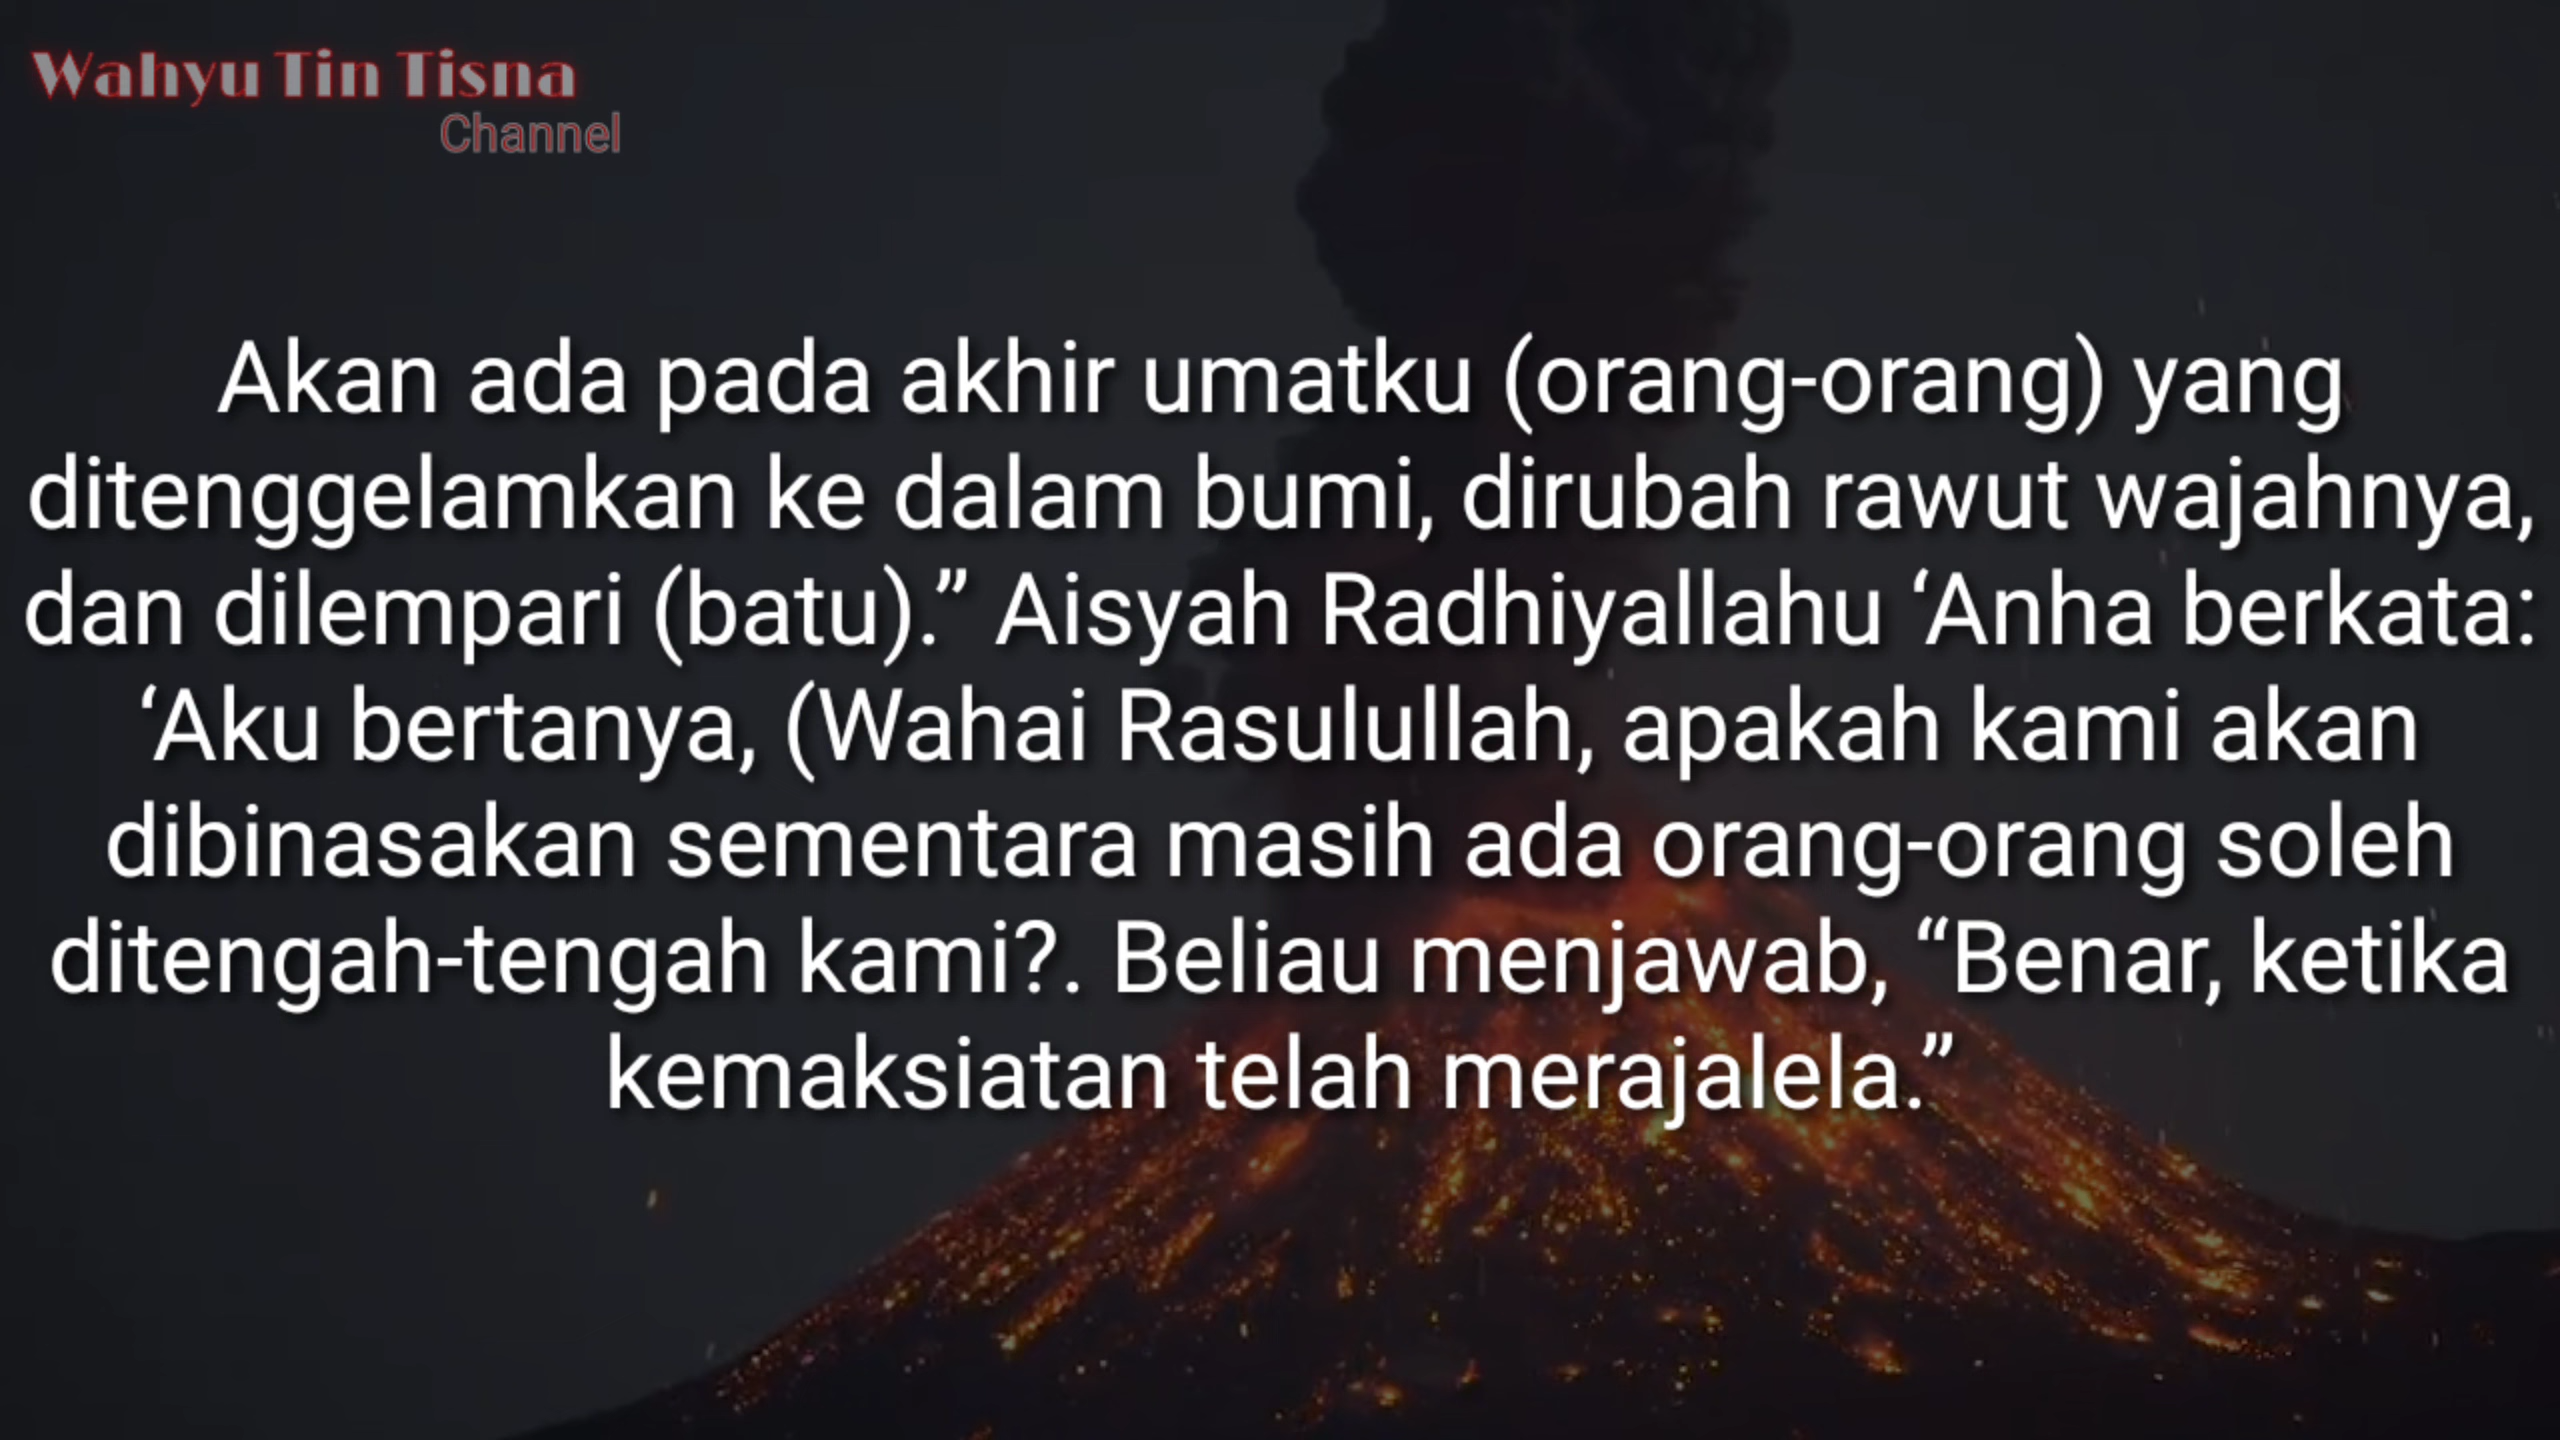 Wahyu Tin Tisna
Channel
Akan ada pada akhir umatku (orang-orang) yang
ditenggelamkan ke dalam bumi, dirubah rawut wajahnya,
dan dilempari (batu).” Aisyah Radhiyallahu ‘Anha berkata:
‘Aku bertanya, (Wahai Rasulullah, apakah kami akan
dibinasakan sementara masih ada orang-orang soleh
ditengah-tengah kami?. Beliau menjawab, “Benar, ketika
kemaksiatan telah merajalela.”